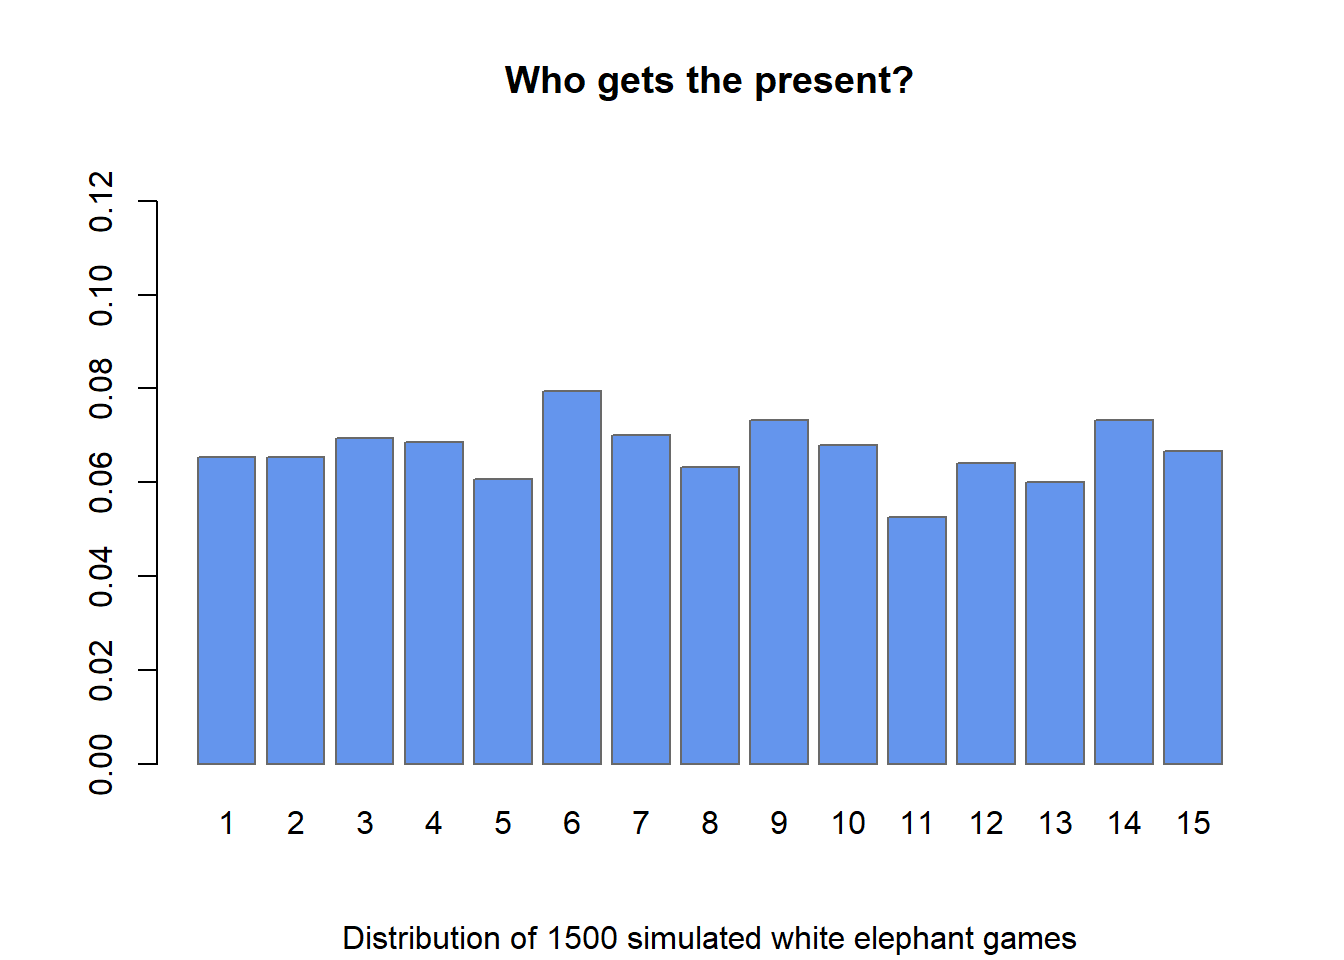 Who gets the present?
0.12
0.10
0.08
0.06
0.04
0.02
0.00
1 2 3 4 5 6 7 8 9 10 11 12 13 14 15
Distribution of 1500 simulated white elephant games